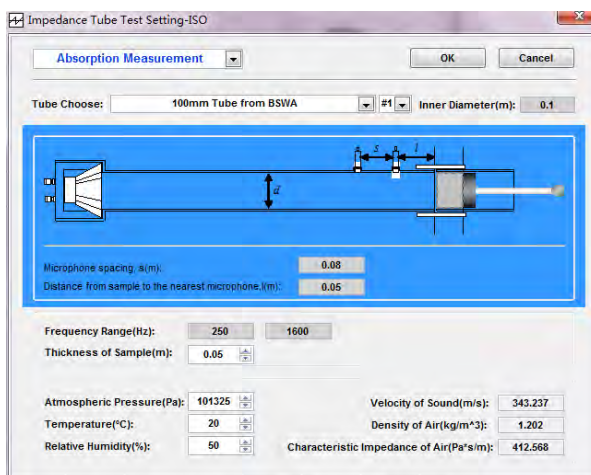 Impedance Tube Test Setting-ISO
Absorption Measurement OK Cancel
Tube Choose: 100mm Tube from BSWA #1 Inner Diameter(m): 0.1
s l
d
Microphone spacing, s(m): 0.08
Distance from sample to the nearest microphone,l(m): 0.05
Frequency Range(Hz): 250 1600
Thickness of Sample(m): 0.05
Atmospheric Pressure(Pa): 101325 Velocity of Sound(m/s): 343.237
Temperature(°C): 20 Density of Air(kg/m^3): 1.202
Relative Humidity(%): 50 Characteristic Impedance of Air(Pa*s/m): 412.568